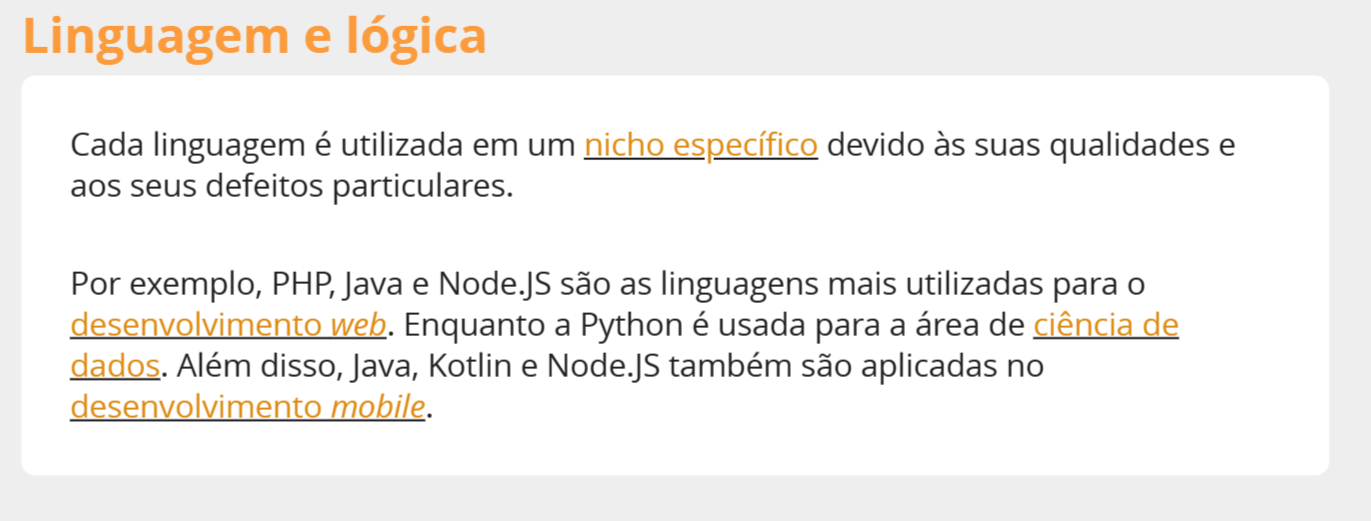 Linguagem e lógica
Cada linguagem é utilizada em um nicho específico devido às suas qualidades e
aos seus defeitos particulares.
Por exemplo, PHP, Java e Node.JS são as linguagens mais utilizadas para o
desenvolvimento web. Enquanto a Python é usada para a área de ciência de
dados. Além disso, Java, Kotlin e Node.JS também são aplicadas no
desenvolvimento mobile.